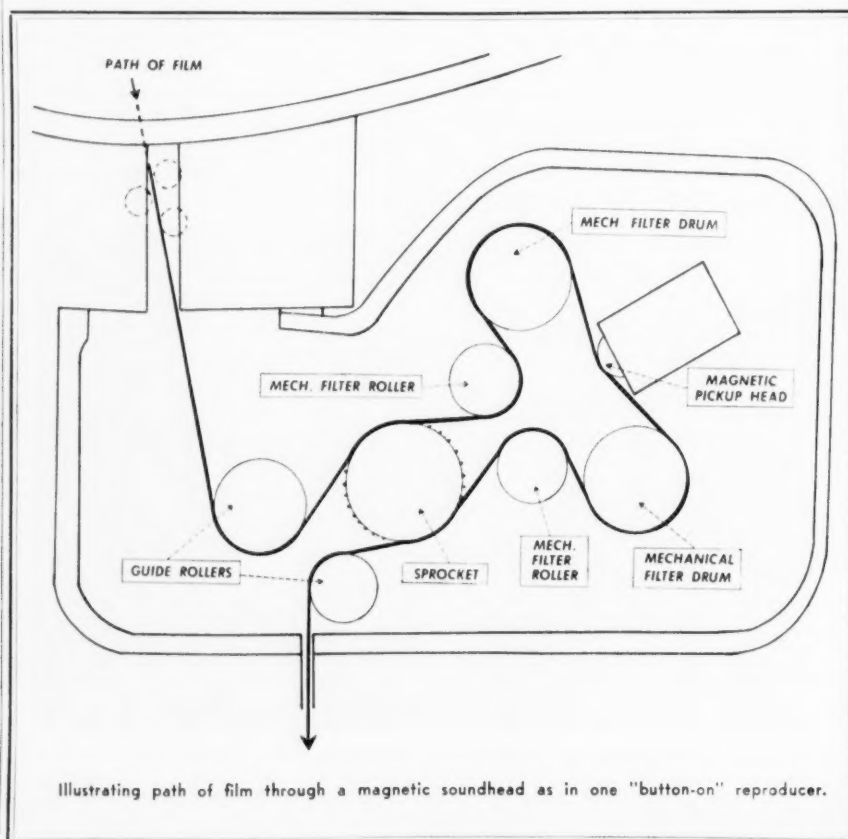 PATH OF FILM
MECH. FILTER DRUM
MECH. FILTER ROLLER
MAGNETIC
PICKUP HEAD
GUIDE ROLLERS
SPROCKET
MECH.
FILTER
ROLLER
MECHANICAL
FILTER DRUM
Illustrating path of film through a magnetic soundhead as in one "button-on" reproducer.